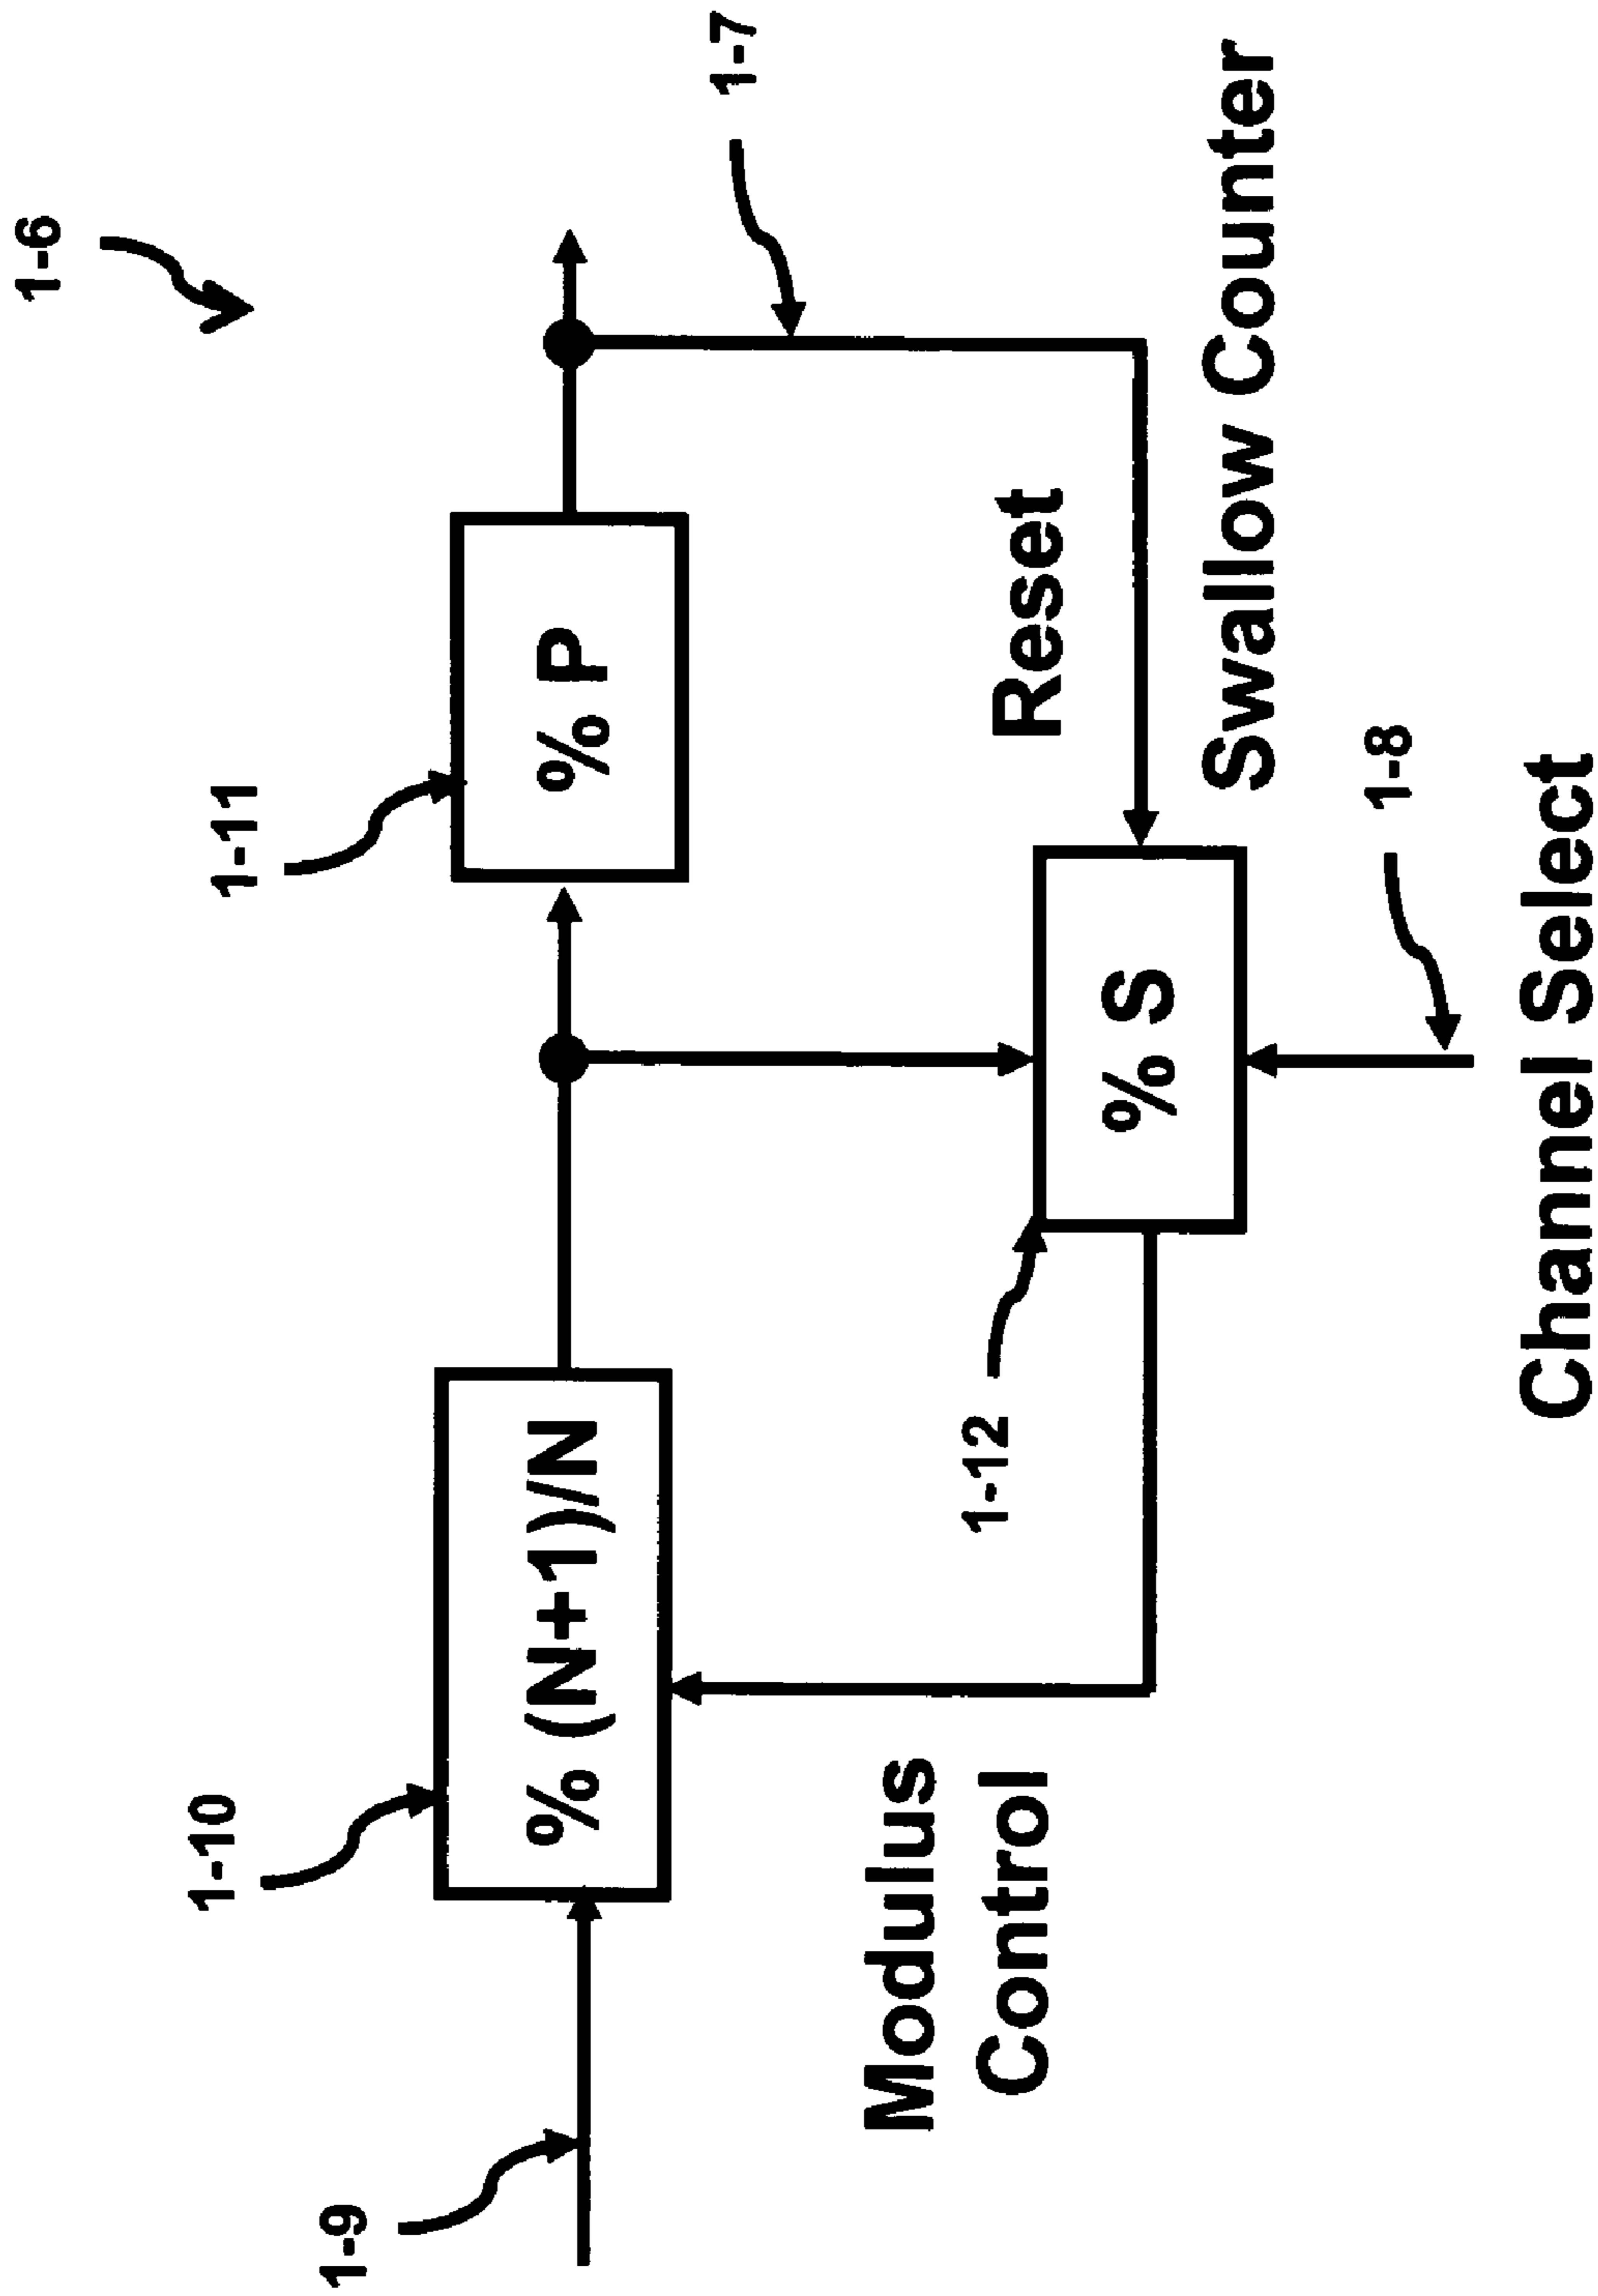 1-6
1-10
1-11
1-7
1-9
% (N+1)/N
% P
Modulus
Control
1-12
Reset
% S
Swallow Counter
1-8
Channel Select